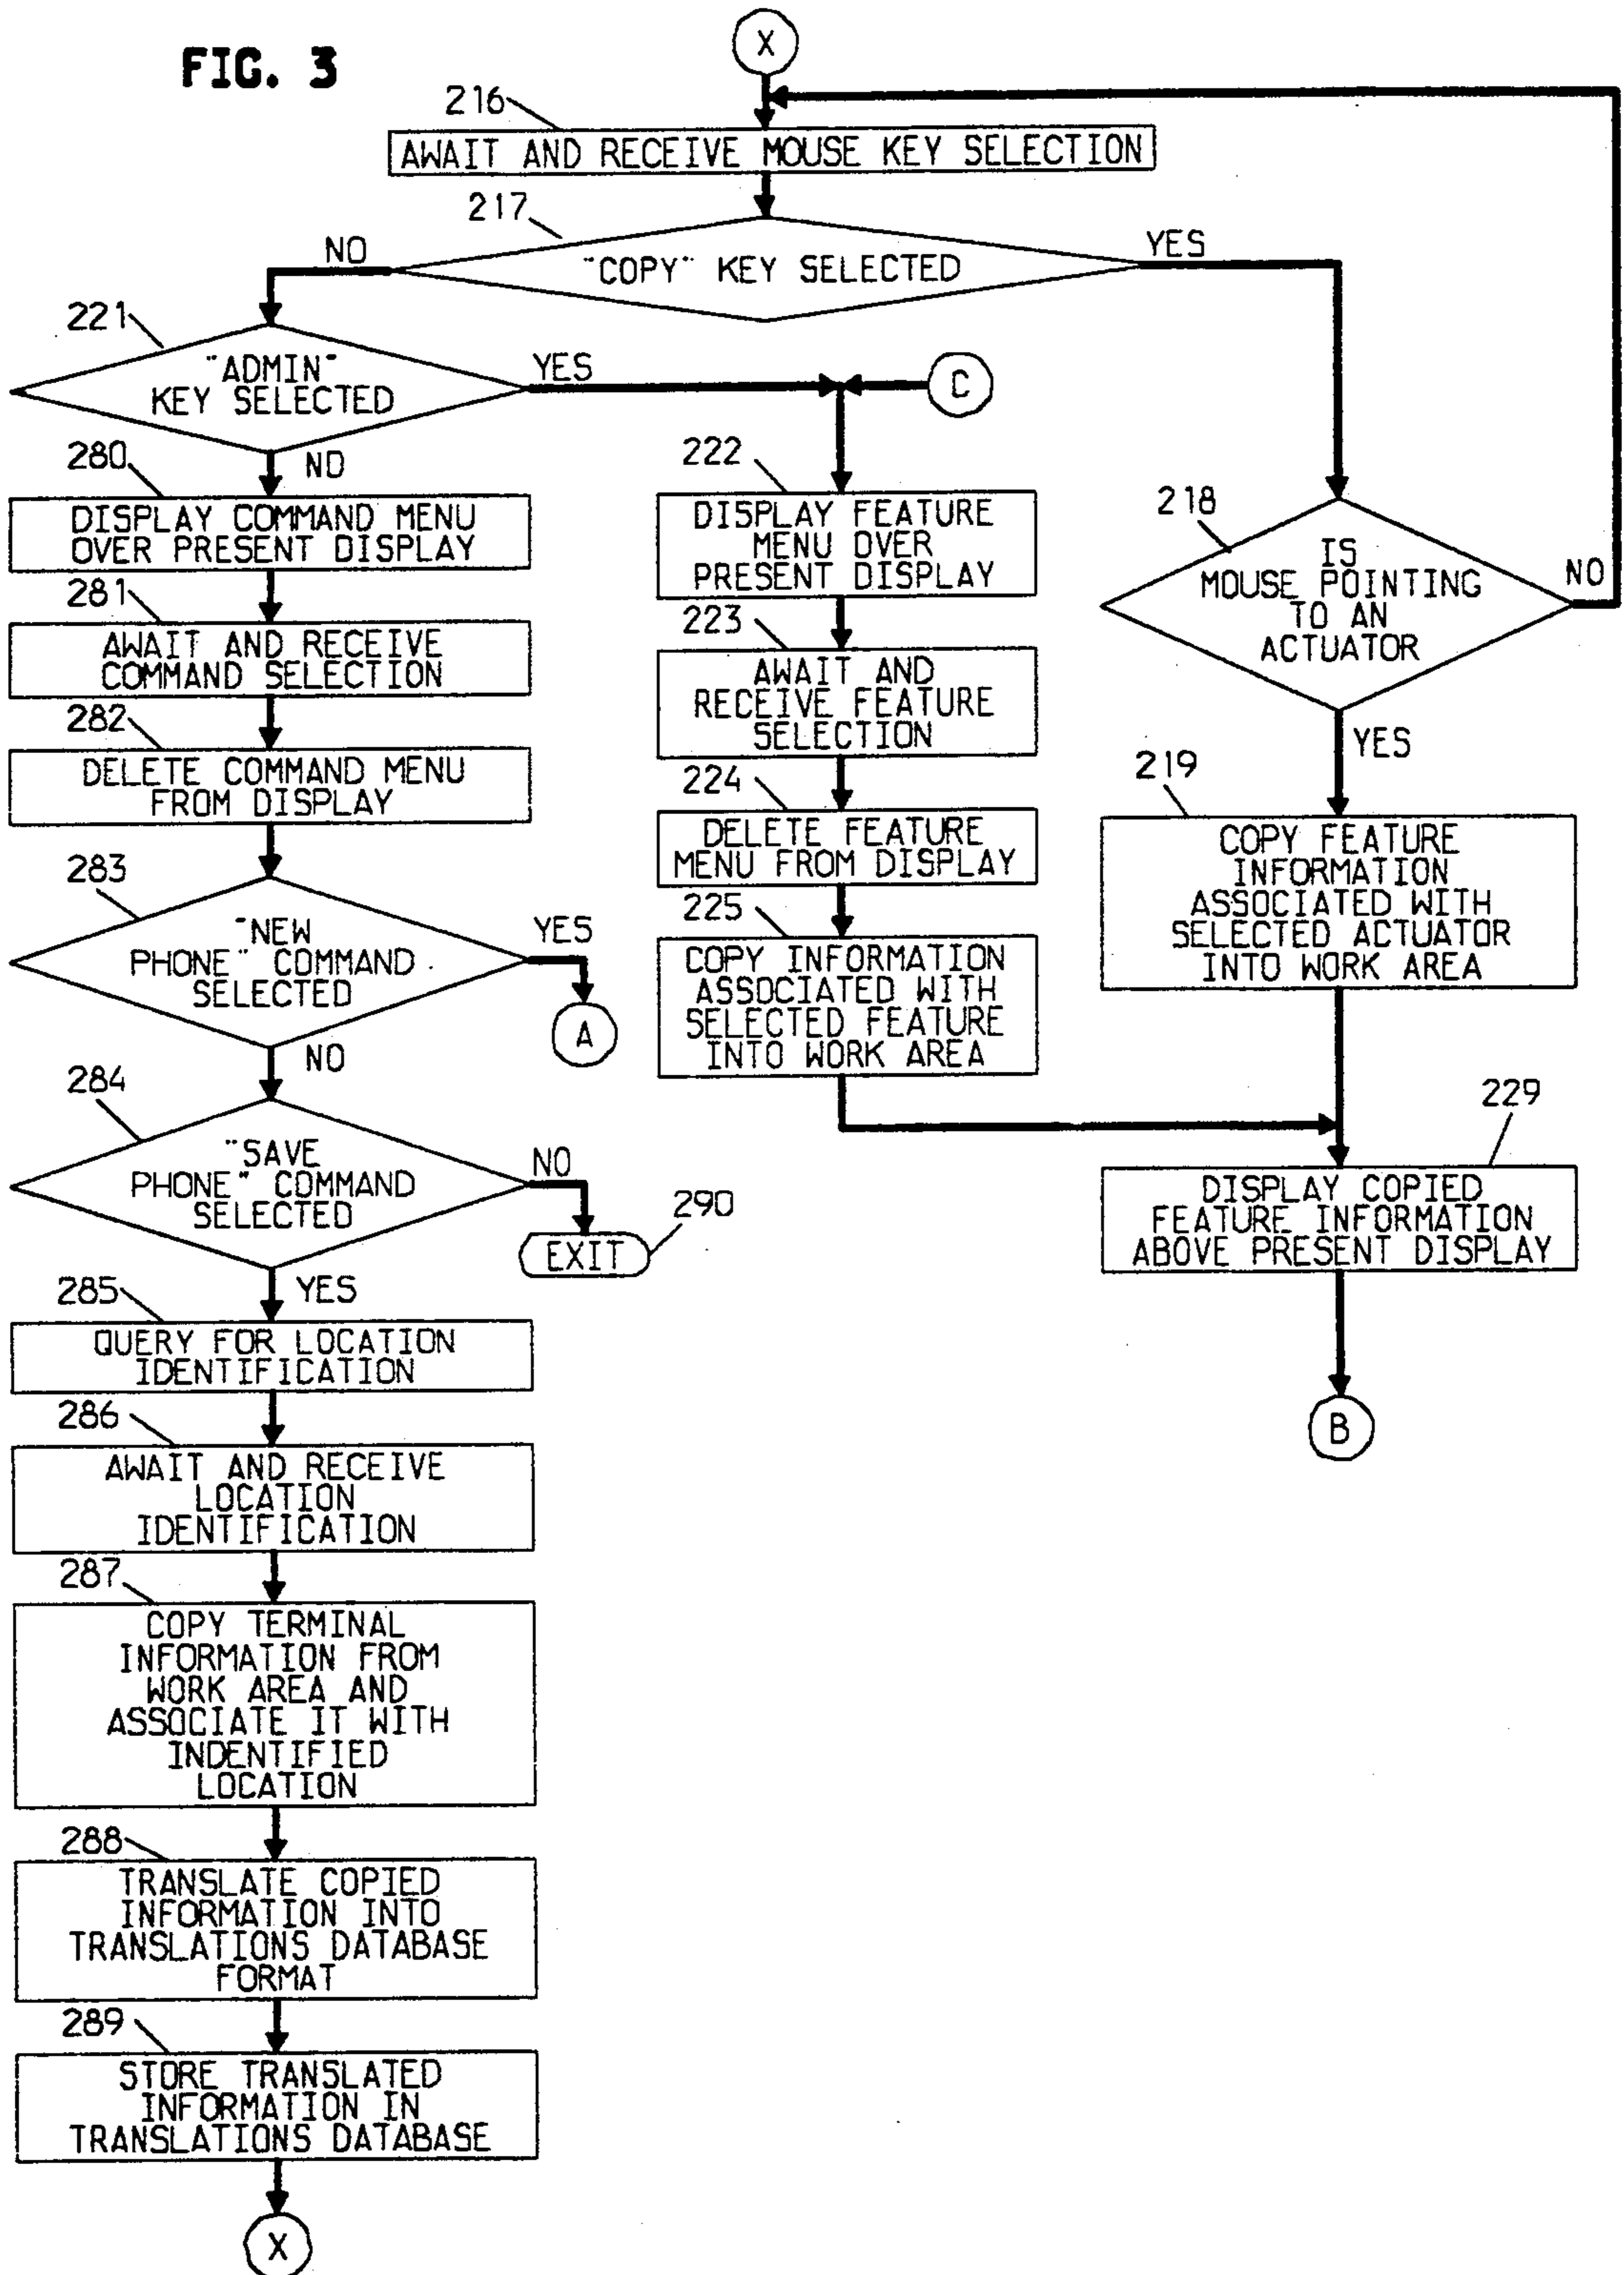 FIG. 3
X
216
AWAIT AND RECEIVE MOUSE KEY SELECTION
217
NO
"COPY" KEY SELECTED
YES
221
"ADMIN"
KEY SELECTED
YES
C
NO
280
DISPLAY COMMAND MENU
OVER PRESENT DISPLAY
281
AWAIT AND RECEIVE
COMMAND SELECTION
282
DELETE COMMAND MENU
FROM DISPLAY
283
"NEW
PHONE" COMMAND
SELECTED
YES
A
NO
284
"SAVE
PHONE" COMMAND
SELECTED
NO
EXIT
290
YES
285
QUERY FOR LOCATION
IDENTIFICATION
286
AWAIT AND RECEIVE
LOCATION
IDENTIFICATION
287
COPY TERMINAL
INFORMATION FROM
WORK AREA AND
ASSOCIATE IT WITH
INDENTIFIED
LOCATION
288
TRANSLATE COPIED
INFORMATION INTO
TRANSLATIONS DATABASE
FORMAT
289
STORE TRANSLATED
INFORMATION IN
TRANSLATIONS DATABASE
X
222
DISPLAY FEATURE
MENU OVER
PRESENT DISPLAY
223
AWAIT AND
RECEIVE FEATURE
SELECTION
224
DELETE FEATURE
MENU FROM DISPLAY
225
COPY INFORMATION
ASSOCIATED WITH
SELECTED FEATURE
INTO WORK AREA
218
IS
MOUSE POINTING
TO AN
ACTUATOR
NO
YES
219
COPY FEATURE
INFORMATION
ASSOCIATED WITH
SELECTED ACTUATOR
INTO WORK AREA
229
DISPLAY COPIED
FEATURE INFORMATION
ABOVE PRESENT DISPLAY
B